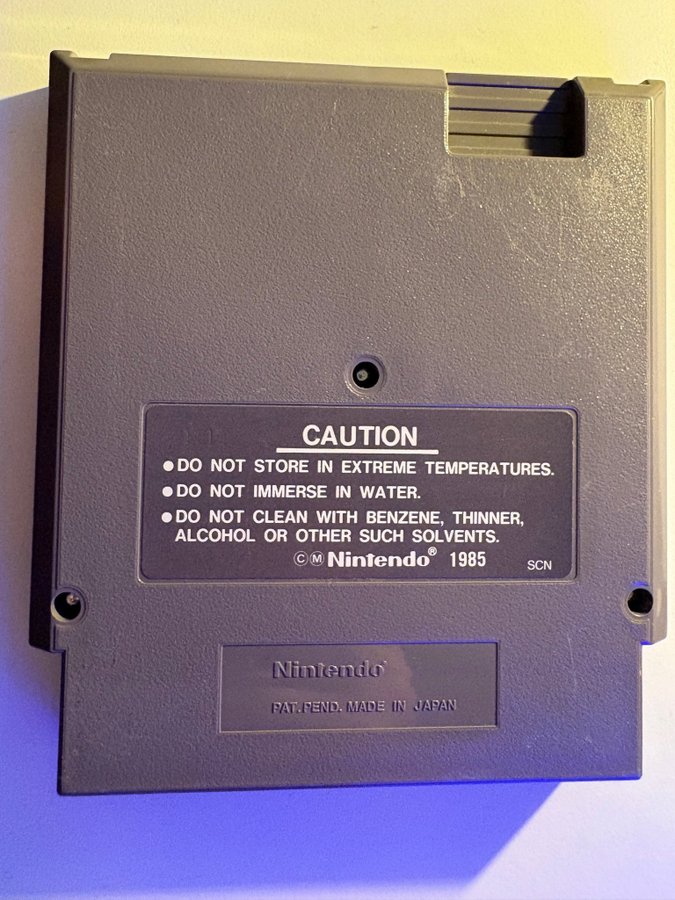 CAUTION
●DO NOT STORE IN EXTREME TEMPERATURES.
●DO NOT IMMERSE IN WATER.
●DO NOT CLEAN WITH BENZENE, THINNER,
ALCOHOL OR OTHER SUCH SOLVENTS.
ⒸⓂNintendo® 1985 SCN
Nintendo®
PAT. PEND. MADE IN JAPAN